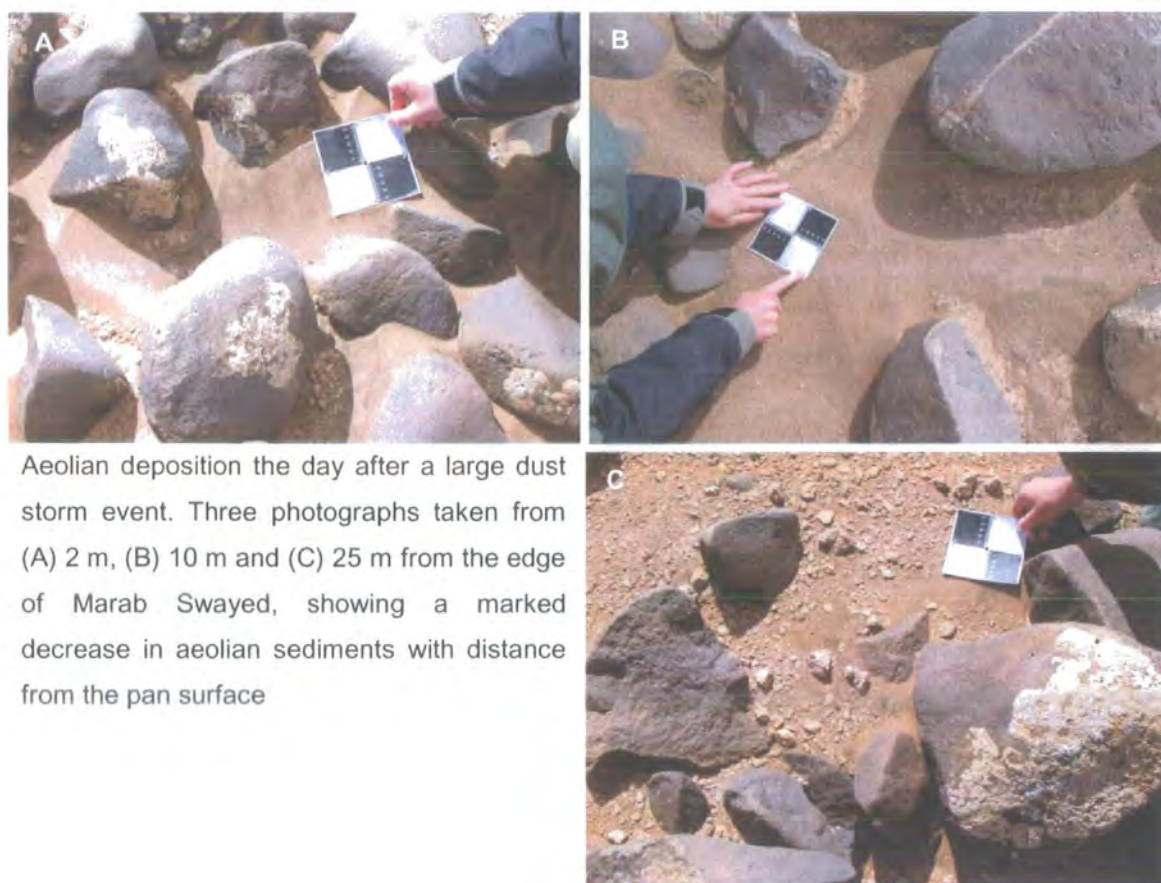 A
B
Aeolian deposition the day after a large dust
storm event. Three photographs taken from
(A) 2 m, (B) 10 m and (C) 25 m from the edge
of Marab Swayed, showing a marked
decrease in aeolian sediments with distance
from the pan surface
C